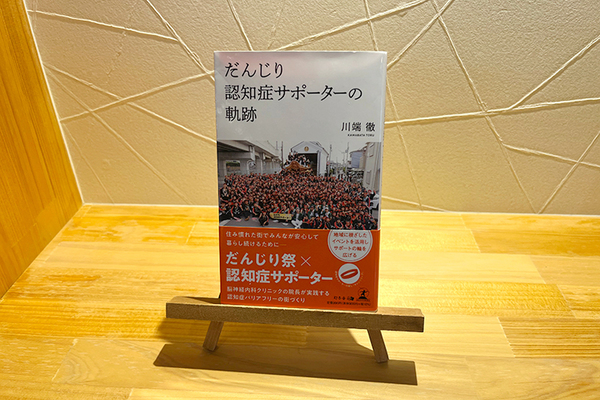 だんじり
認知症サポーターの
軌跡
川端 徹
KAWABATA TORU
住み慣れた街でみんなが安心して
暮らし続けるために
だんじり祭×
認知症サポーター
脳神経内科クリニックの院長が実践する
認知症バリアフリーの街づくり
地域に根ざした
イベントを活用し
サポートの輪を
広げる